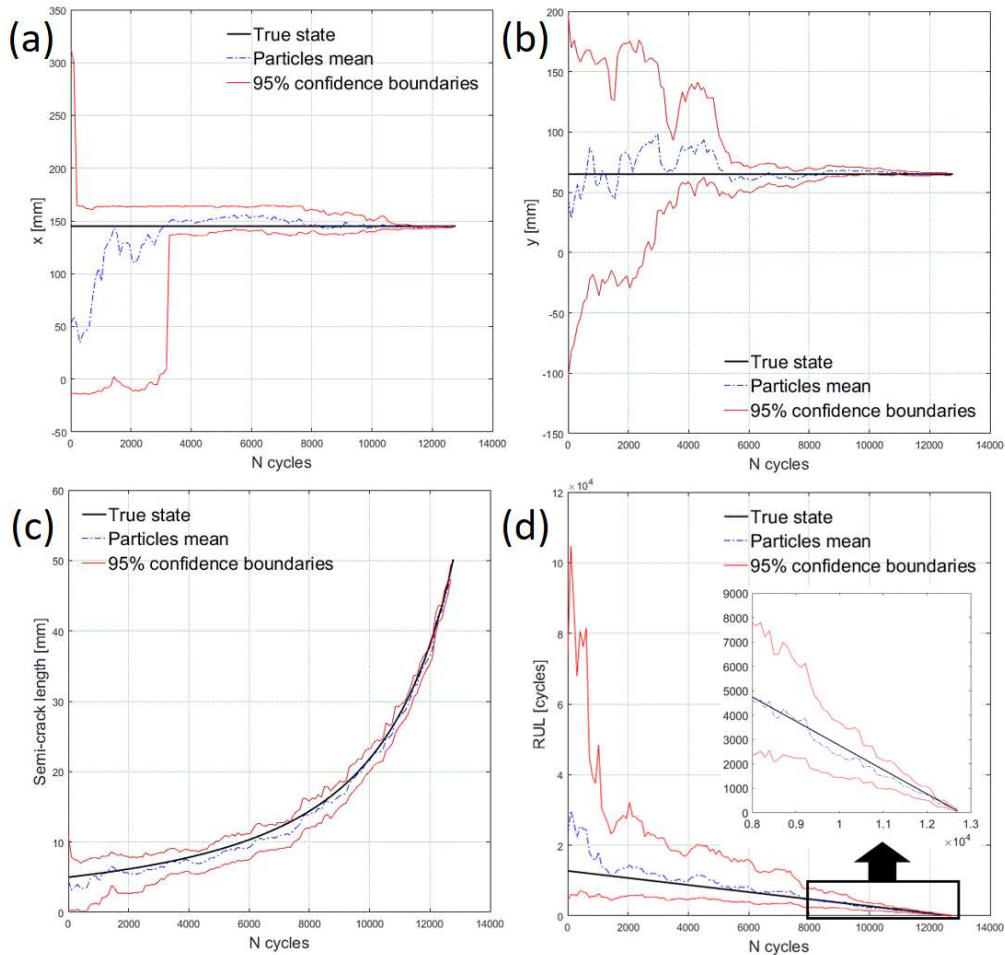 (a)
350
300
250
200
150
100
50
0
-50
x [mm]
True state
Particles mean
95% confidence boundaries
0 2000 4000 6000 8000 10000 12000 14000
N cycles
(b)
200
150
100
50
0
-50
-100
-150
y [mm]
True state
Particles mean
95% confidence boundaries
0 2000 4000 6000 8000 10000 12000 14000
N cycles
(c)
60
50
40
30
20
10
0
Semi-crack length [mm]
True state
Particles mean
95% confidence boundaries
0 2000 4000 6000 8000 10000 12000 14000
N cycles
(d)
×10⁴
12
10
8
6
4
2
0
RUL [cycles]
True state
Particles mean
95% confidence boundaries
9000
8000
7000
6000
5000
4000
3000
2000
1000
0
0.8 0.9 1 1.1 1.2 1.3
×10⁴
0 2000 4000 6000 8000 10000 12000 14000
N cycles